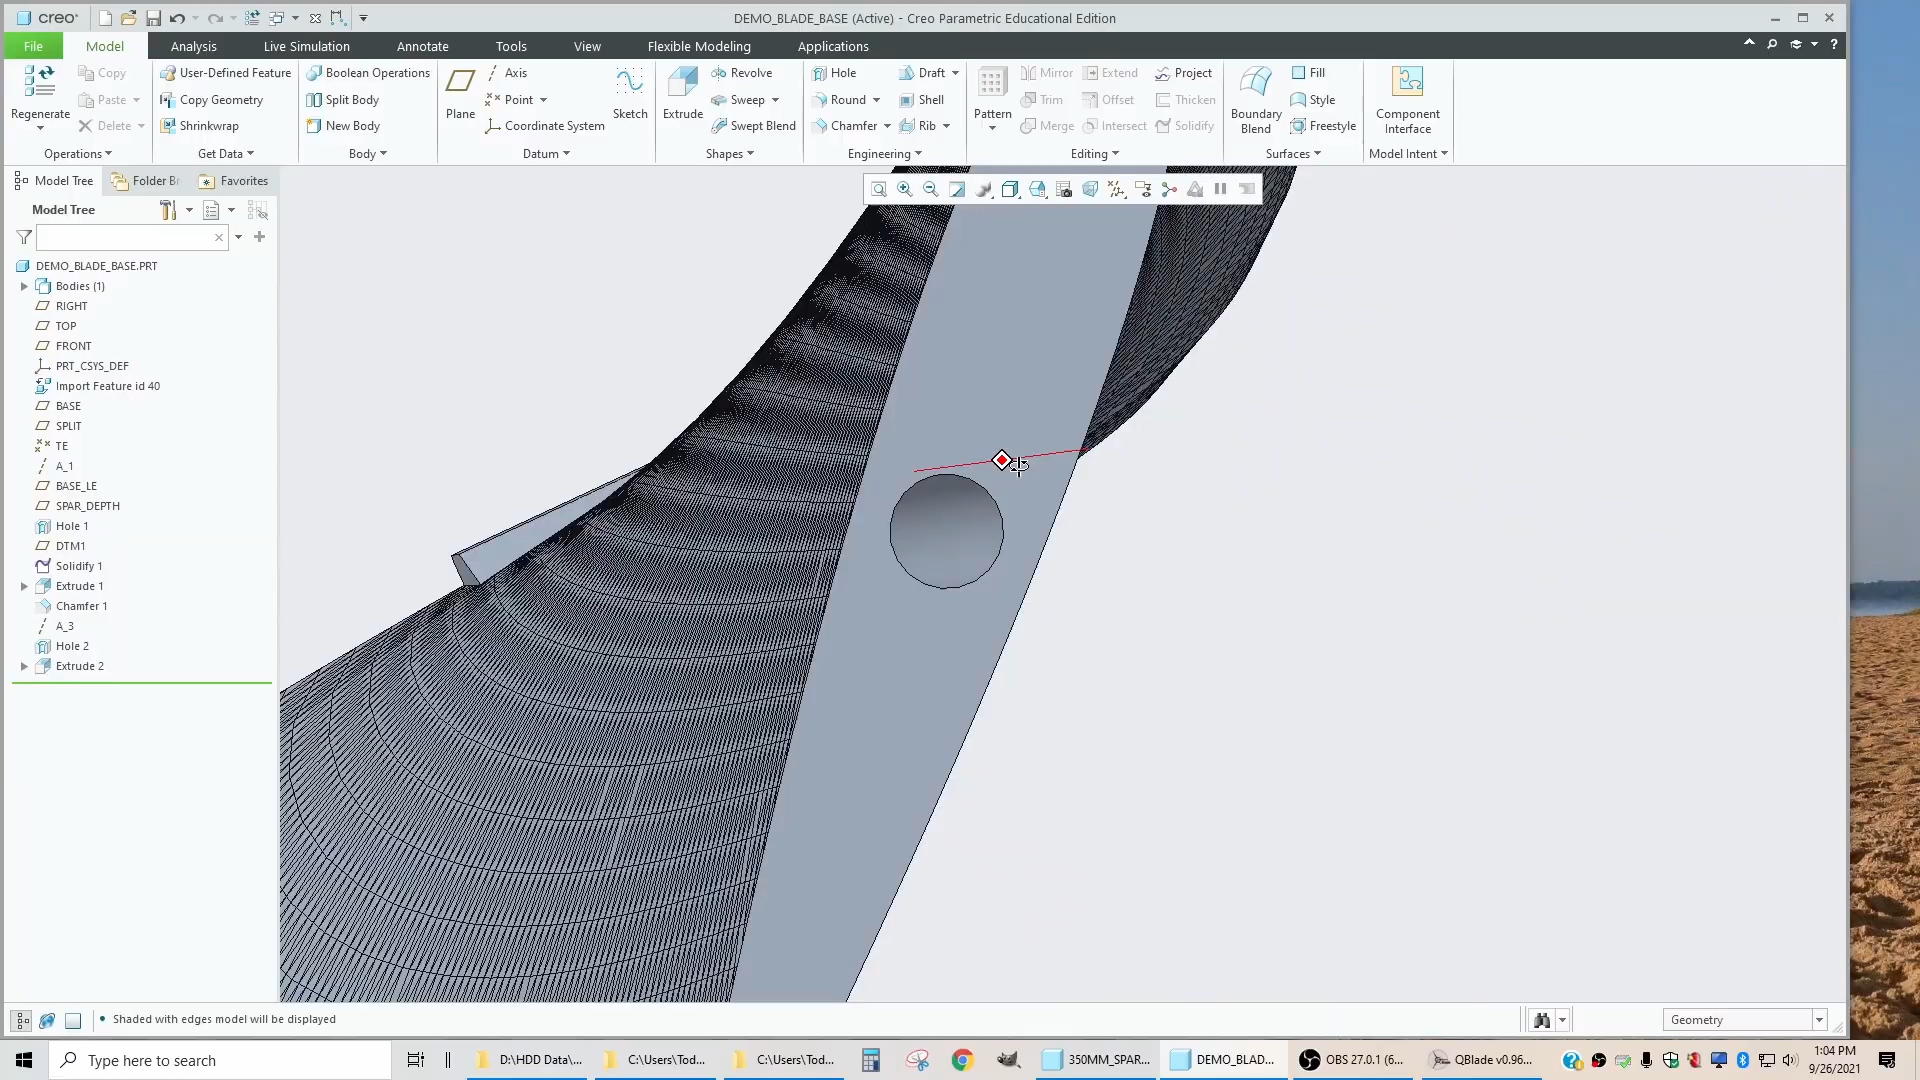 creo
DEMO_BLADE_BASE (Active) - Creo Parametric Educational Edition
File Model Analysis Live Simulation Annotate Tools View Flexible Modeling Applications
Regenerate
Copy
Paste
Delete
Operations
User-Defined Feature
Copy Geometry
Shrinkwrap
Get Data
Boolean Operations
Split Body
New Body
Body
Plane
Axis
Point
Coordinate System
Sketch
Datum
Extrude
Revolve
Sweep
Swept Blend
Shapes
Hole
Round
Chamfer
Draft
Shell
Rib
Engineering
Pattern
Mirror
Trim
Merge
Extend
Offset
Intersect
Project
Thicken
Solidify
Editing
Boundary
Blend
Fill
Style
Freestyle
Surfaces
Component
Interface
Model Intent
Model Tree Folder Br Favorites
Model Tree
DEMO_BLADE_BASE.PRT
Bodies (1)
RIGHT
TOP
FRONT
PRT_CSYS_DEF
Import Feature id 40
BASE
SPLIT
TE
A_1
BASE_LE
SPAR_DEPTH
Hole 1
DTM1
Solidify 1
Extrude 1
Chamfer 1
A_3
Hole 2
Extrude 2
Shaded with edges model will be displayed
Geometry
Type here to search
D:\HDD Data\...
C:\Users\Tod...
C:\Users\Tod...
350MM_SPAR...
DEMO_BLAD...
OBS 27.0.1 (6...
QBlade v0.96...
1:04 PM
9/26/2021